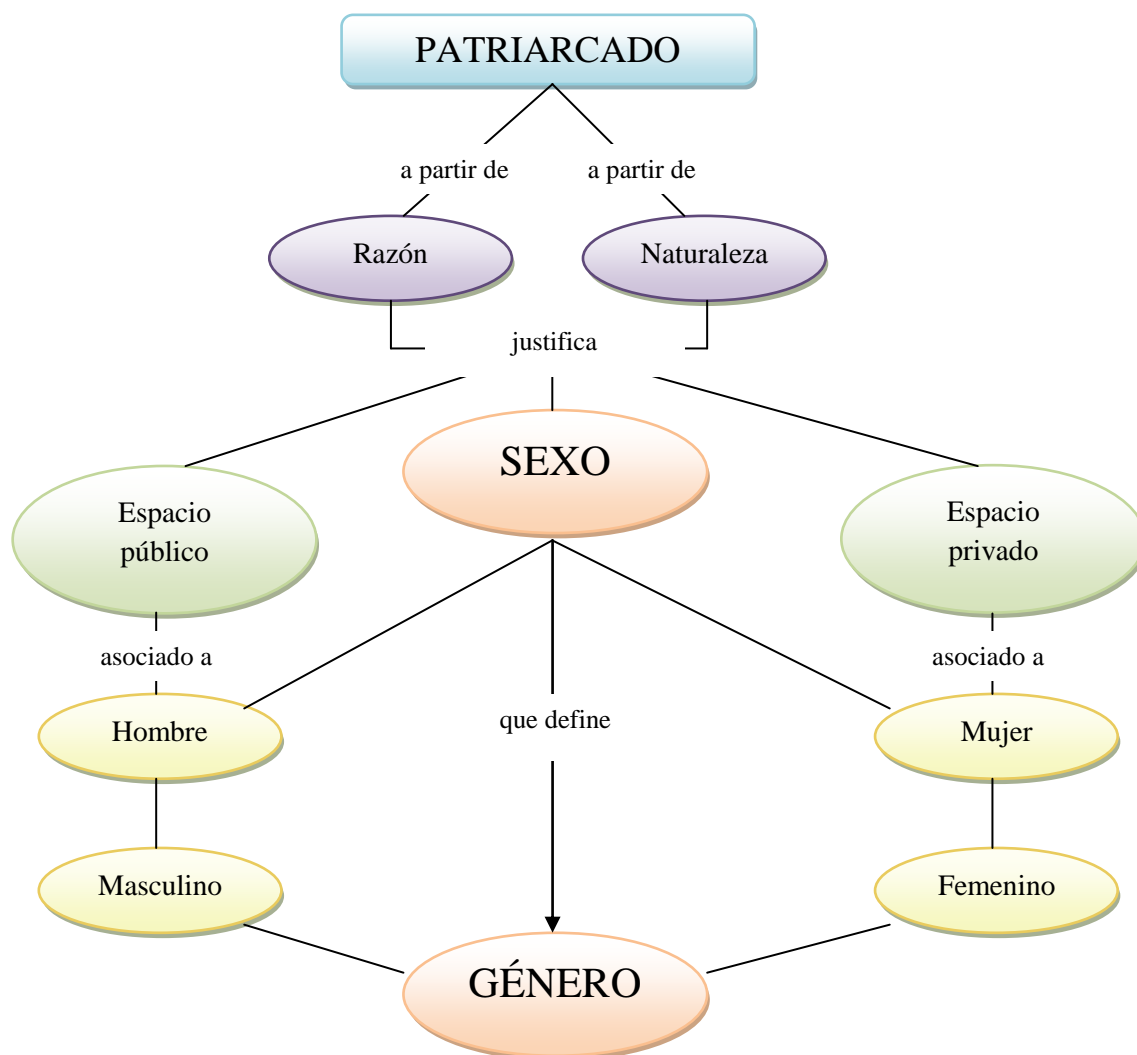 PATRIARCADO
a partir de
a partir de
Razón
Naturaleza
justifica
SEXO
Espacio
público
Espacio
privado
asociado a
asociado a
Hombre
que define
Mujer
Masculino
Femenino
GÉNERO